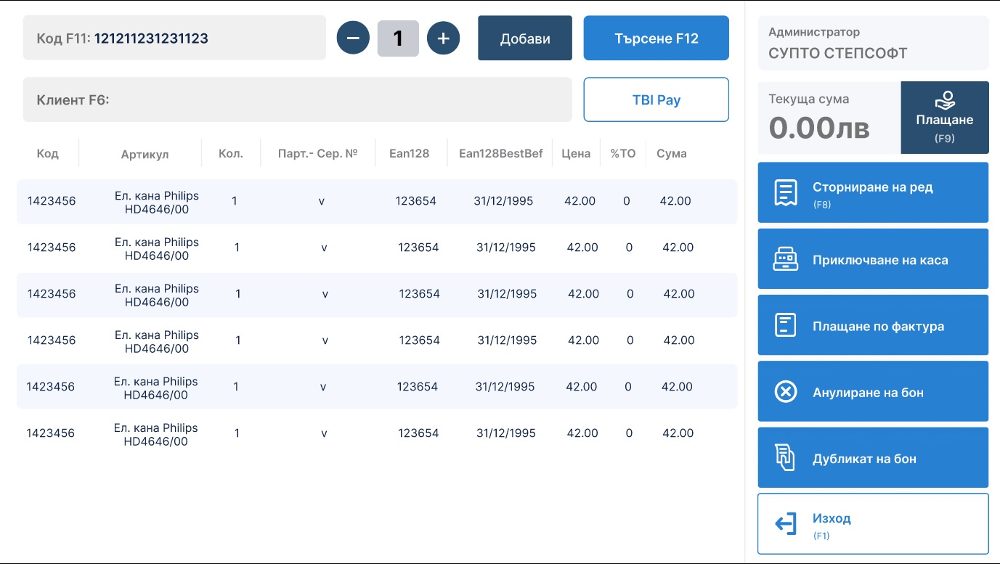 Код F11: 121211231231123
1
Добави
Търсене F12
Клиент F6:
TBI Pay
Код Артикул Кол. Парт.- Сер. № Ean128 Ean128BestBef Цена %ТО Сума
1423456 Ел. кана Philips HD4646/00 1 v 123654 31/12/1995 42.00 0 42.00
1423456 Ел. кана Philips HD4646/00 1 v 123654 31/12/1995 42.00 0 42.00
1423456 Ел. кана Philips HD4646/00 1 v 123654 31/12/1995 42.00 0 42.00
1423456 Ел. кана Philips HD4646/00 1 v 123654 31/12/1995 42.00 0 42.00
1423456 Ел. кана Philips HD4646/00 1 v 123654 31/12/1995 42.00 0 42.00
1423456 Ел. кана Philips HD4646/00 1 v 123654 31/12/1995 42.00 0 42.00
Администратор
СУПТО СТЕПСОФТ
Текуща сума
0.00лв
Плащане
(F9)
Сторниране на ред
(F8)
Приключване на каса
Плащане по фактура
Анулиране на бон
Дубликат на бон
Изход
(F1)